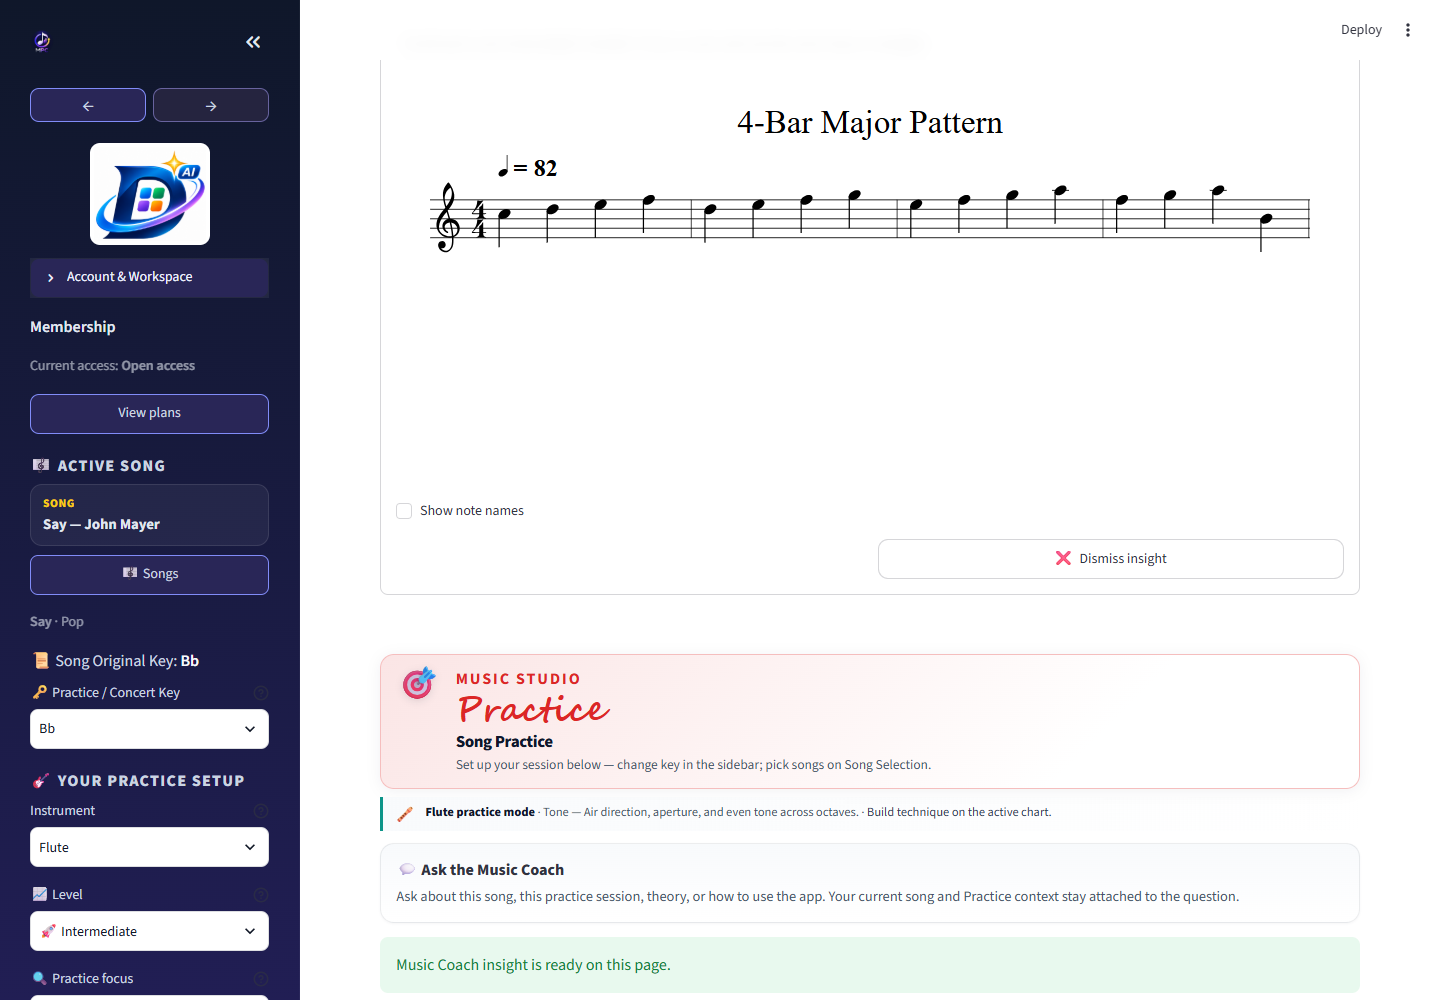 Deploy
←
→
AI
Account & Workspace
Membership
Current access: Open access
View plans
ACTIVE SONG
SONG
Say — John Mayer
Songs
Say · Pop
Song Original Key: Bb
Practice / Concert Key
Bb
YOUR PRACTICE SETUP
Instrument
Flute
Level
Intermediate
Practice focus
4-Bar Major Pattern
= 82
4
4
Show note names
Dismiss insight
MUSIC STUDIO
Practice
Song Practice
Set up your session below — change key in the sidebar; pick songs on Song Selection.
Flute practice mode · Tone — Air direction, aperture, and even tone across octaves. · Build technique on the active chart.
Ask the Music Coach
Ask about this song, this practice session, theory, or how to use the app. Your current song and Practice context stay attached to the question.
Music Coach insight is ready on this page.